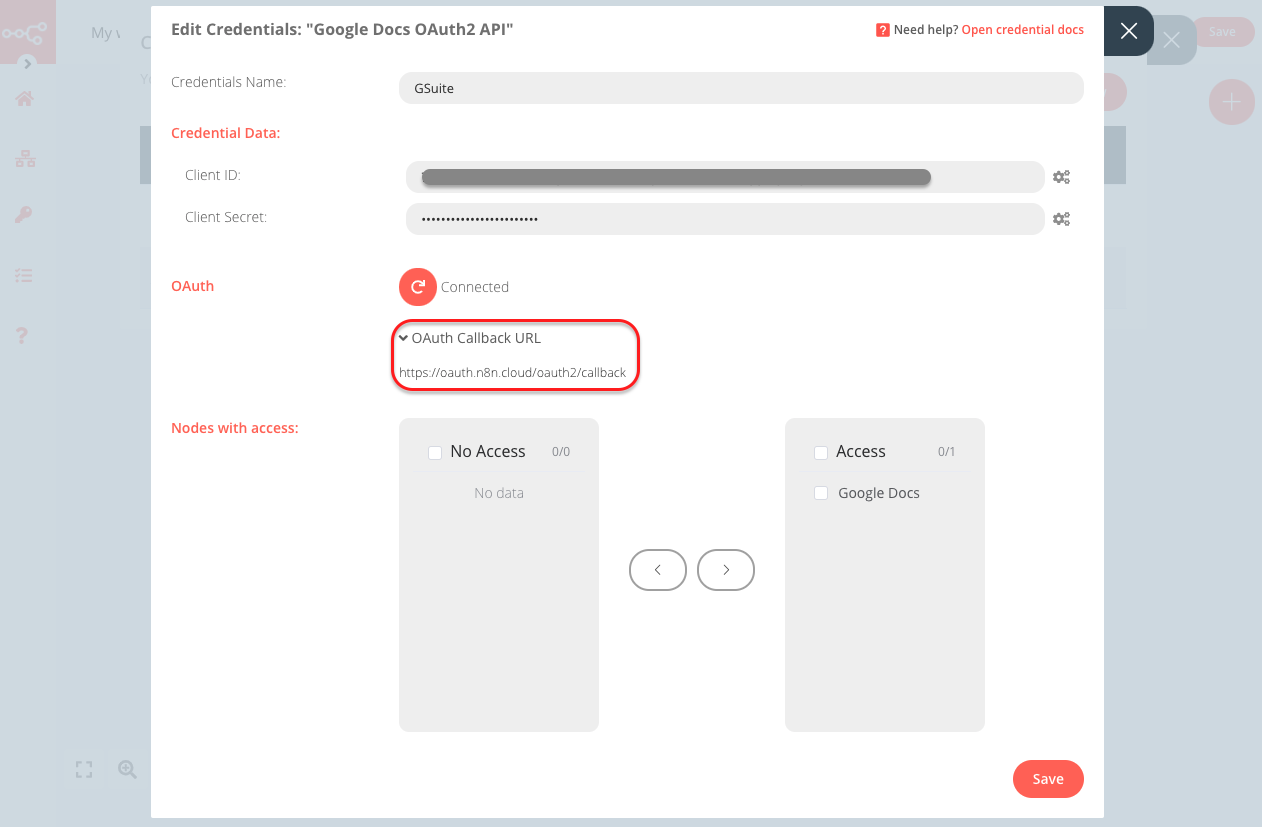 Edit Credentials: "Google Docs OAuth2 API"
? Need help? Open credential docs
My
Save
Credentials Name:
GSuite
Credential Data:
Client ID:
Client Secret:
••••••••••••••••••••••••
OAuth
Connected
OAuth Callback URL
https://oauth.n8n.cloud/oauth2/callback
Nodes with access:
No Access 0/0
No data
Access 0/1
Google Docs
Save